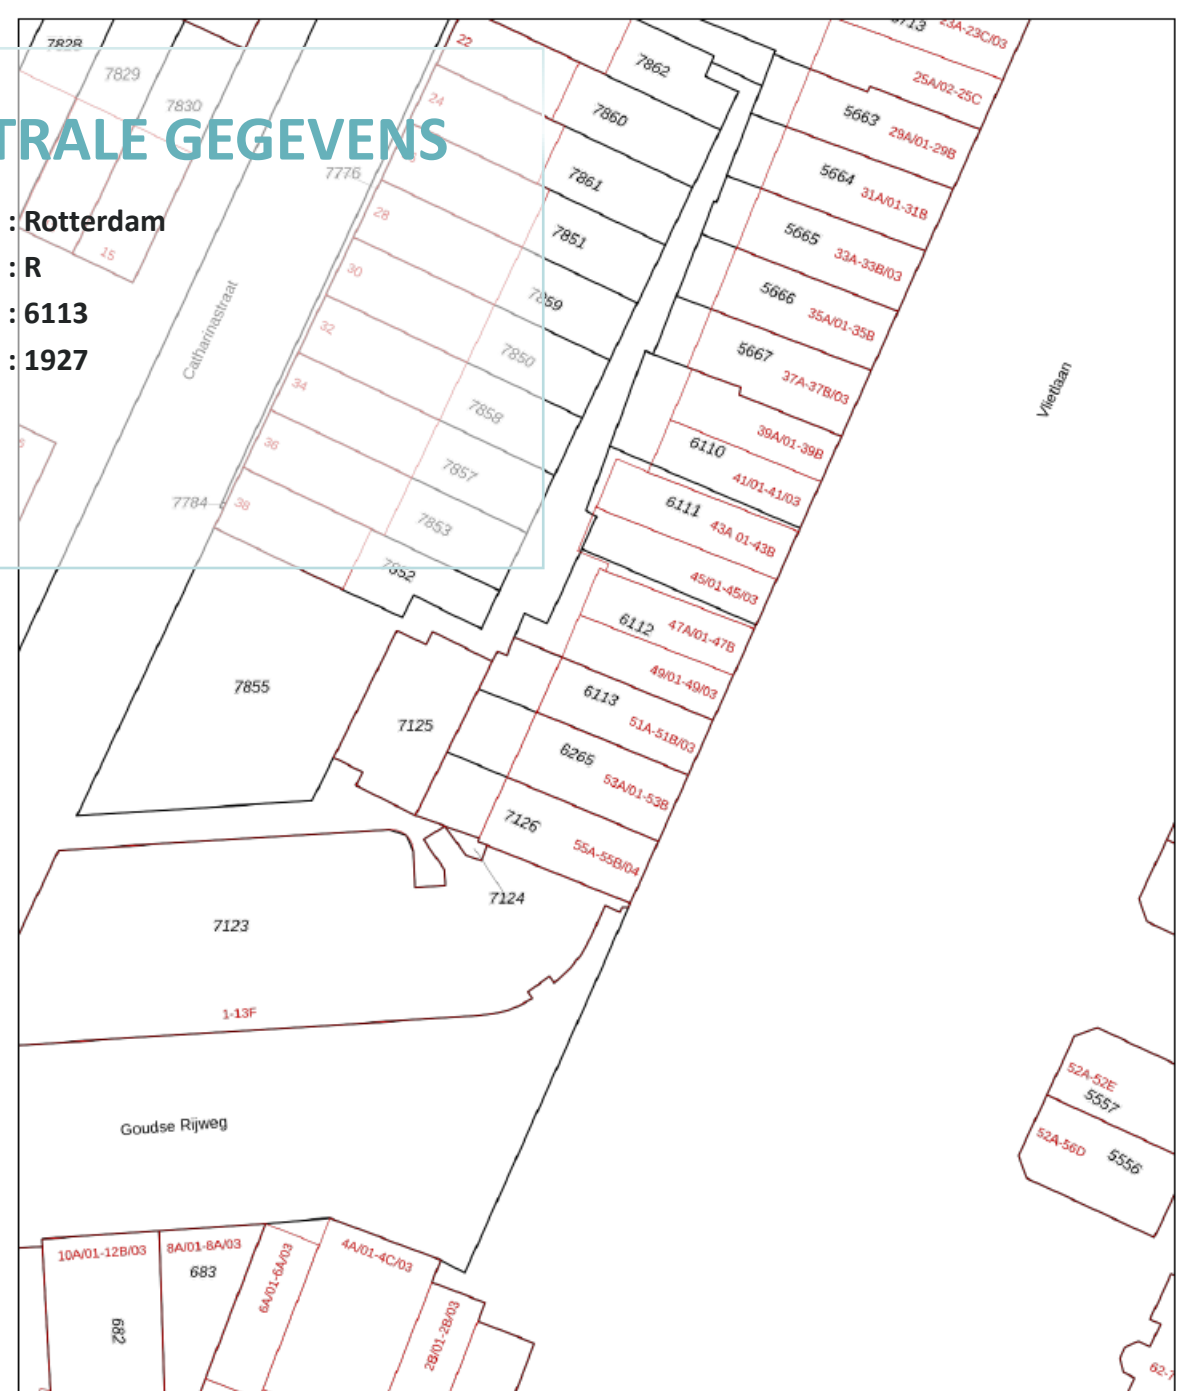 TRALE GEGEVENS
: Rotterdam
: R
: 6113
: 1927
7828
7829
7830
15
7776
Catharinastraat
7784
22
24
28
30
32
34
36
38
7862
7860
7861
7851
7859
7850
7858
7857
7853
7852
23A-23C/03
25A/02-25C
5663
29A/01-29B
5664
31A/01-31B
5665
33A-33B/03
5666
35A/01-35B
5667
37A-37B/03
39A/01-39B
6110
41/01-41/03
6111
43A 01-43B
45/01-45/03
6112
47A/01-47B
49/01-49/03
6113
51A-51B/03
6265
53A/01-53B
7126
55A-55B/04
Vlietlaan
7855
7125
7124
7123
1-13F
Goudse Rijweg
52A-52E
5557
52A-56D
5556
10A/01-12B/03
8A/01-8A/03
683
6A/01-6A/03
4A/01-4C/03
2B/01-2B/03
682